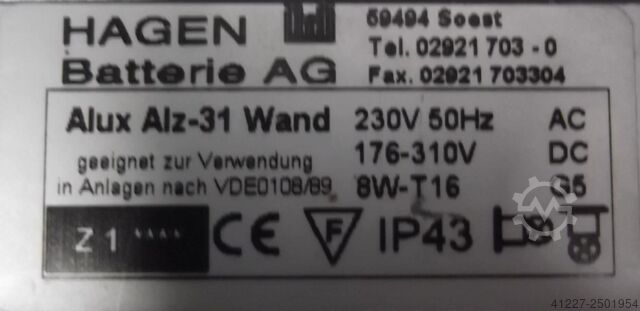 HAGEN
Batterie AG
59494 Soest
Tel. 02921 703 - 0
Fax. 02921 703304
Alux Alz-31 Wand 230V 50Hz AC
geeignet zur Verwendung 176-310V DC
in Anlagen nach VDE0108/89 8W-T16 G5
Z 1 **** CE F IP43
41227-2501954